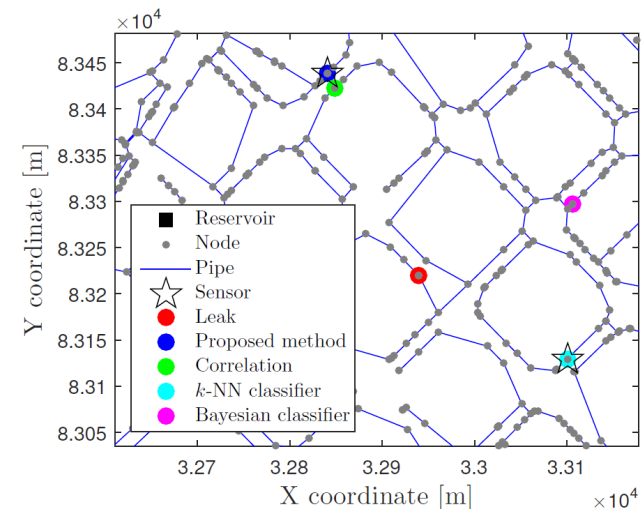 ×10⁴
8.345
8.34
8.335
8.33
8.325
8.32
8.315
8.31
8.305
Y coordinate [m]
Reservoir
Node
Pipe
Sensor
Leak
Proposed method
Correlation
k-NN classifier
Bayesian classifier
3.27 3.28 3.29 3.3 3.31
X coordinate [m] ×10⁴